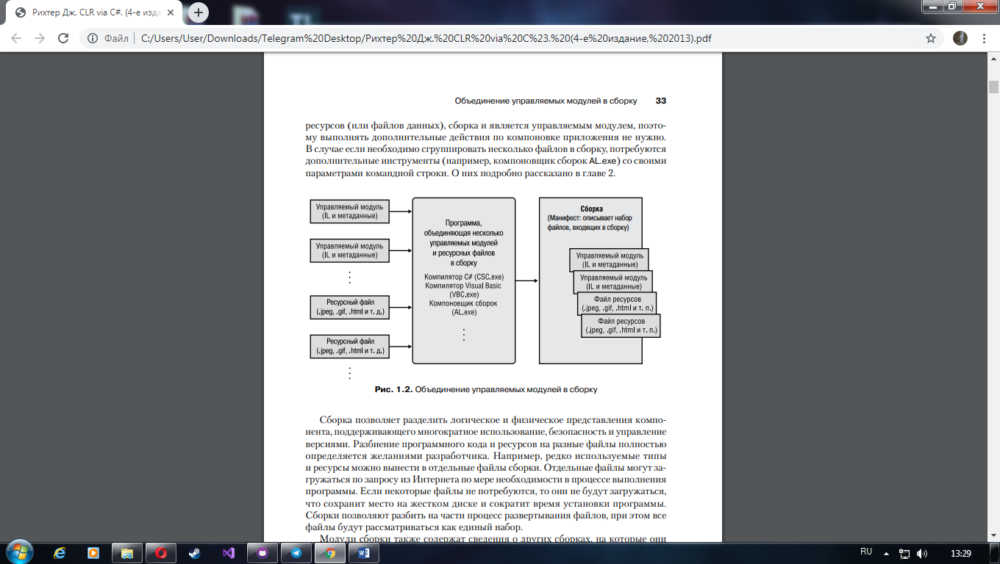 Рихтер Дж. CLR via C#. (4-е изда
Файл | C:/Users/User/Downloads/Telegram%20Desktop/Рихтер%20Дж.%20CLR%20via%20C%23.%20(4-е%20издание,%202013).pdf
Объединение управляемых модулей в сборку 33
ресурсов (или файлов данных), сборка и является управляемым модулем, поэто-
му выполнять дополнительные действия по компоновке приложения не нужно.
В случае если необходимо сгруппировать несколько файлов в сборку, потребуются
дополнительные инструменты (например, компоновщик сборок AL.exe) со своими
параметрами командной строки. О них подробно рассказано в главе 2.
Управляемый модуль
(IL и метаданные)
Управляемый модуль
(IL и метаданные)
Ресурсный файл
(.jpeg, .gif, .html и т. д.)
Ресурсный файл
(.jpeg, .gif, .html и т. д.)
Программа,
объединяющая несколько
управляемых модулей
и ресурсных файлов
в сборку
Компилятор C# (CSC.exe)
Компилятор Visual Basic
(VBC.exe)
Компоновщик сборок
(AL.exe)
Сборка
(Манифест: описывает набор
файлов, входящих в сборку)
Управляемый модуль
(IL и метаданные)
Управляемый модуль
(IL и метаданные)
Файл ресурсов
(.jpeg, .gif, .html и т. п.)
Файл ресурсов
(.jpeg, .gif, .html и т. п.)
Рис. 1.2. Объединение управляемых модулей в сборку
Сборка позволяет разделить логическое и физическое представления компо-
нента, поддерживающего многократное использование, безопасность и управление
версиями. Разбиение программного кода и ресурсов на разные файлы полностью
определяется желаниями разработчика. Например, редко используемые типы
и ресурсы можно вынести в отдельные файлы сборки. Отдельные файлы могут за-
гружаться по запросу из Интернета по мере необходимости в процессе выполнения
программы. Если некоторые файлы не потребуются, то они не будут загружаться,
что сохранит место на жестком диске и сократит время установки программы.
Сборки позволяют разбить на части процесс развертывания файлов, при этом все
файлы будут рассматриваться как единый набор.
Модули сборки также содержат сведения о других сборках, на которые они
RU
13:29